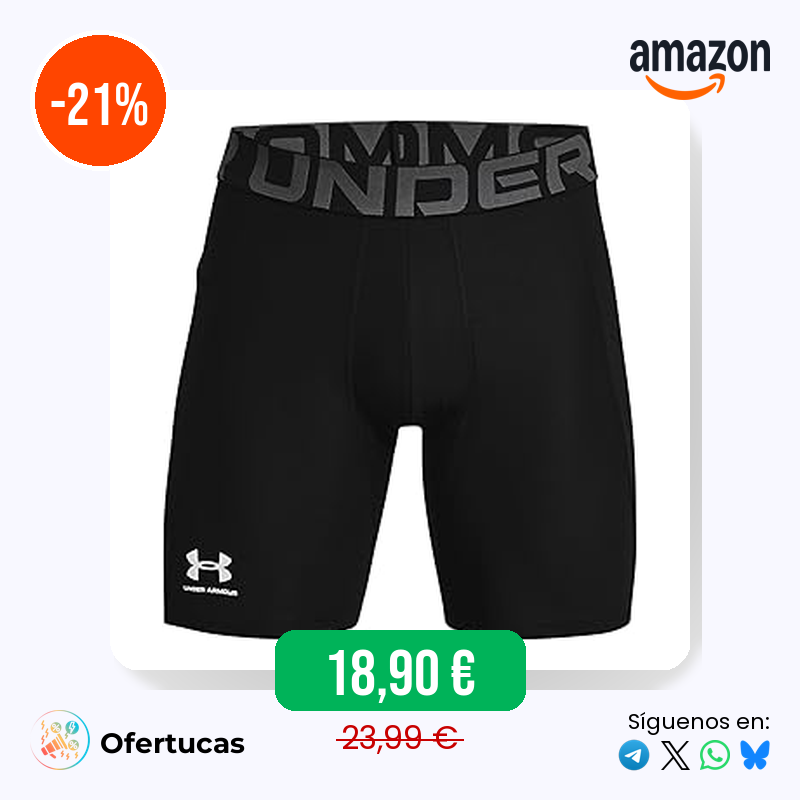 -21%
amazon
UNDER
UNDER ARMOUR
18,90 €
23,99 €
Ofertucas
Síguenos en: